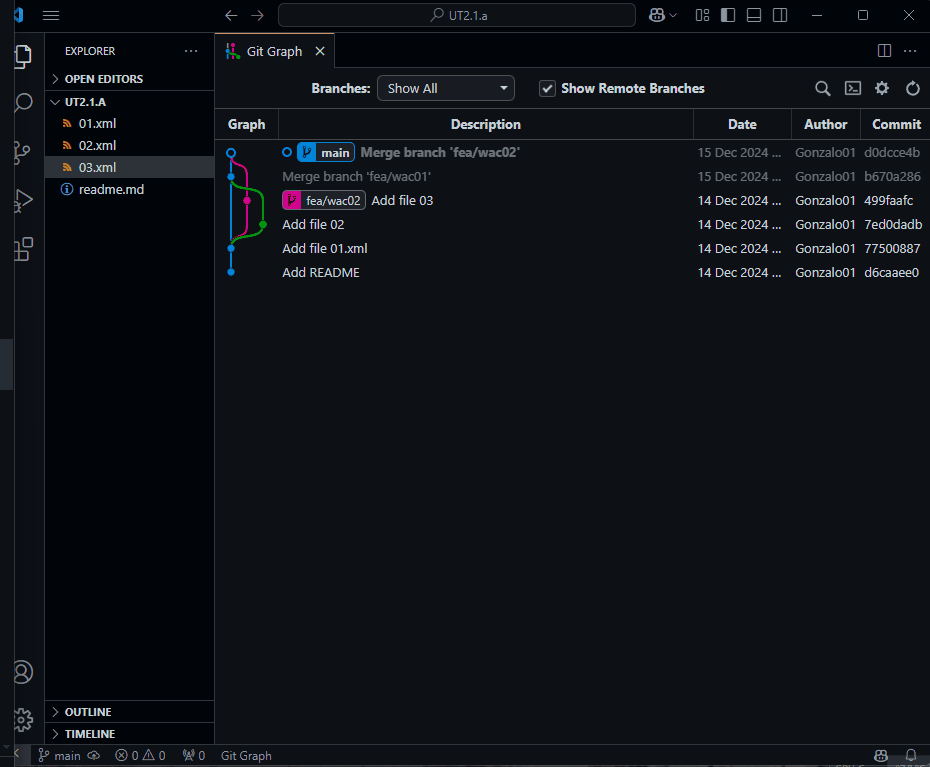 UT2.1.a
EXPLORER
Git Graph
OPEN EDITORS
UT2.1.A
01.xml
02.xml
03.xml
readme.md
Branches: Show All Show Remote Branches
Graph Description Date Author Commit
main Merge branch 'fea/wac02' 15 Dec 2024 ... Gonzalo01 d0dcce4b
Merge branch 'fea/wac01' 15 Dec 2024 ... Gonzalo01 b670a286
fea/wac02 Add file 03 14 Dec 2024 ... Gonzalo01 499faafc
Add file 02 14 Dec 2024 ... Gonzalo01 7ed0dadb
Add file 01.xml 14 Dec 2024 ... Gonzalo01 77500887
Add README 14 Dec 2024 ... Gonzalo01 d6caaee0
OUTLINE
TIMELINE
main 0 0 0 Git Graph